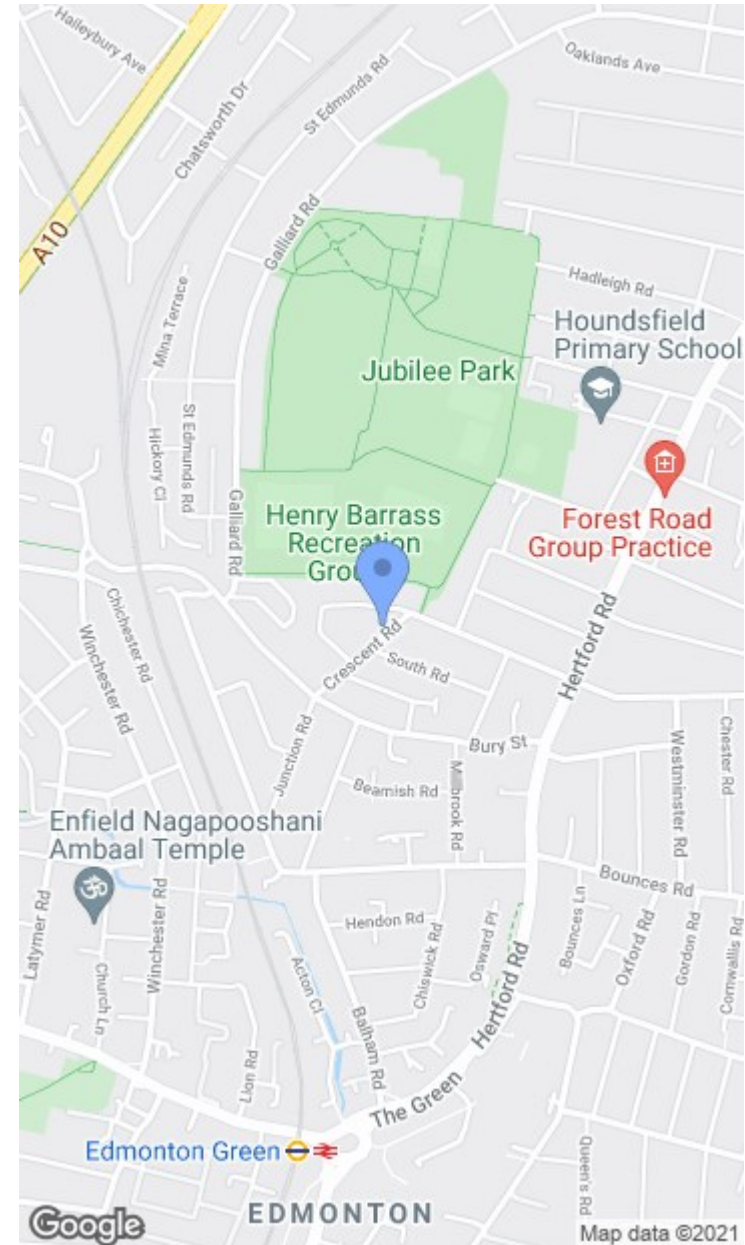 Haileybury Ave
Oaklands Ave
St Edmunds Rd
Chatsworth Dr
A10
Galliard Rd
Hadleigh Rd
Mina Terrace
Houndsfield
Primary School
Jubilee Park
St Edmunds Rd
Hickory Cl
Galliard Rd
Henry Barrass
Recreation
Forest Road
Group Practice
Chichester Rd
Winchester Rd
Hertford Rd
Crescent Rd
South Rd
Junction Rd
Bury St
Chester Rd
Westminster Rd
Beamish Rd
Enfield Nagapooshani
Ambaal Temple
Bounces Rd
Latymer Rd
Winchester Rd
Church Ln
Hendon Rd
Chiswick Rd
Osward Pl
Bounces Ln
Oxford Rd
Gordon Rd
Cornwallis Rd
Acton Cl
Hertford Rd
Lion Rd
Balham Rd
The Green
Edmonton Green
Queen's Rd
EDMONTON
Google
Map data ©2021